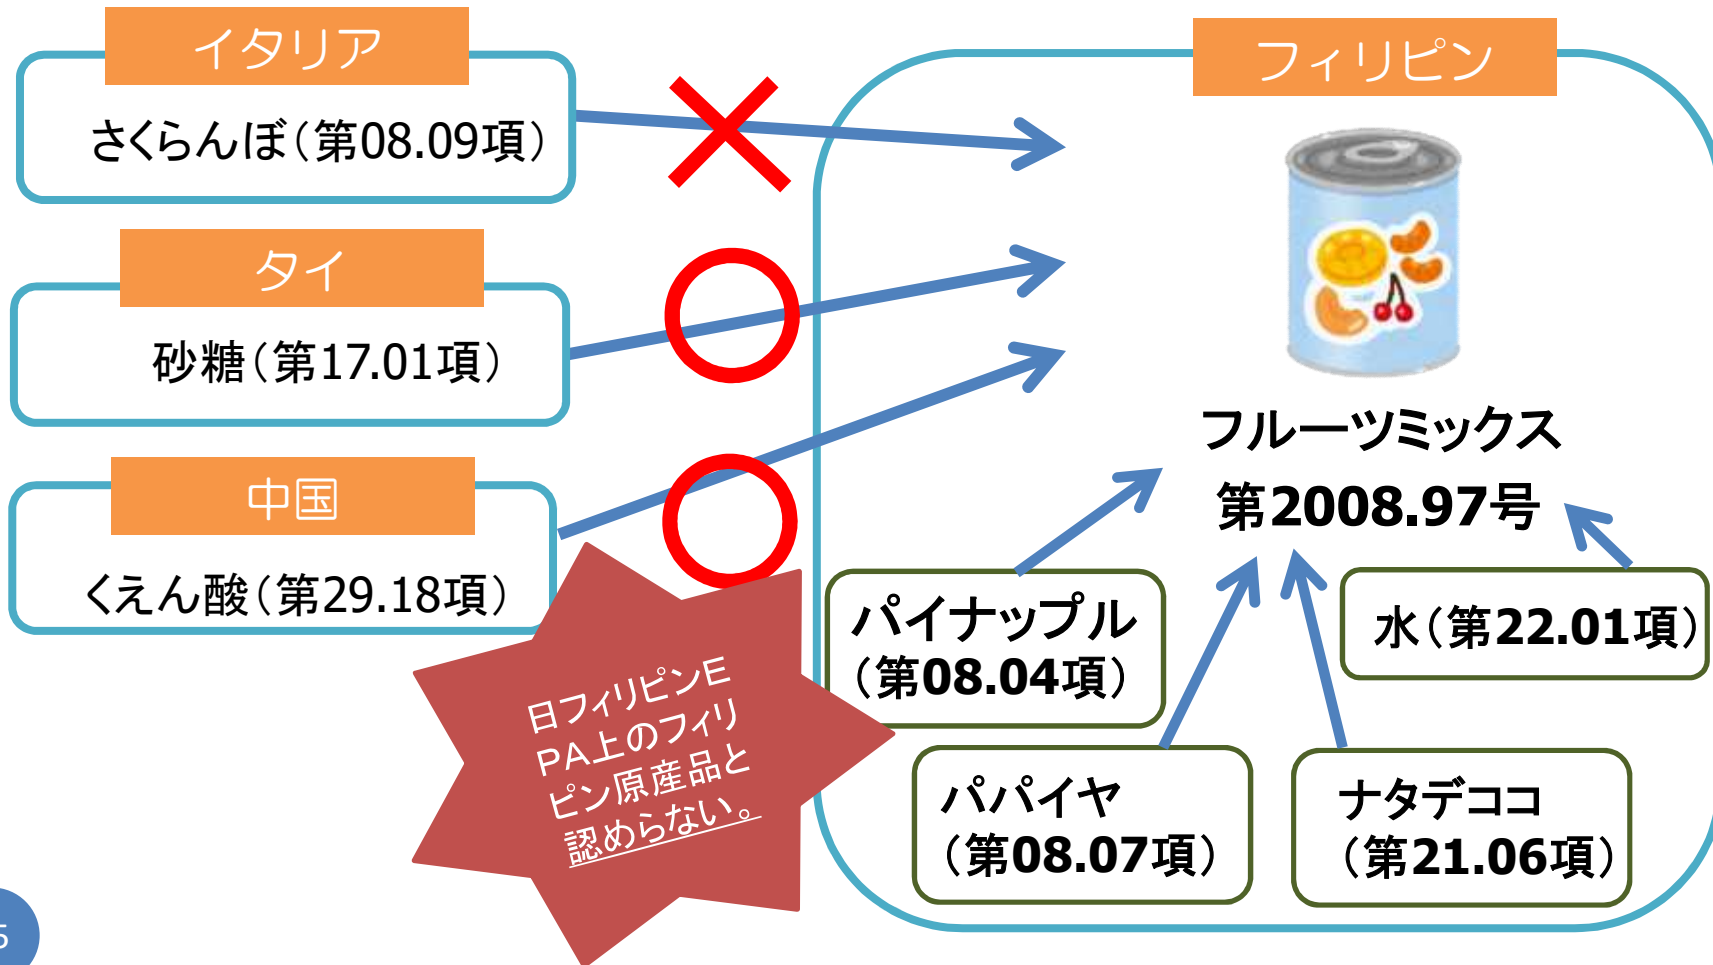 イタリア
さくらんぼ（第08.09項）
タイ
砂糖（第17.01項）
中国
くえん酸（第29.18項）
日フィリピンE
PA上のフィリ
ピン原産品と
認めらない。
フィリピン
フルーツミックス
第2008.97号
パイナップル
（第08.04項）
水（第22.01項）
パパイヤ
（第08.07項）
ナタデココ
（第21.06項）